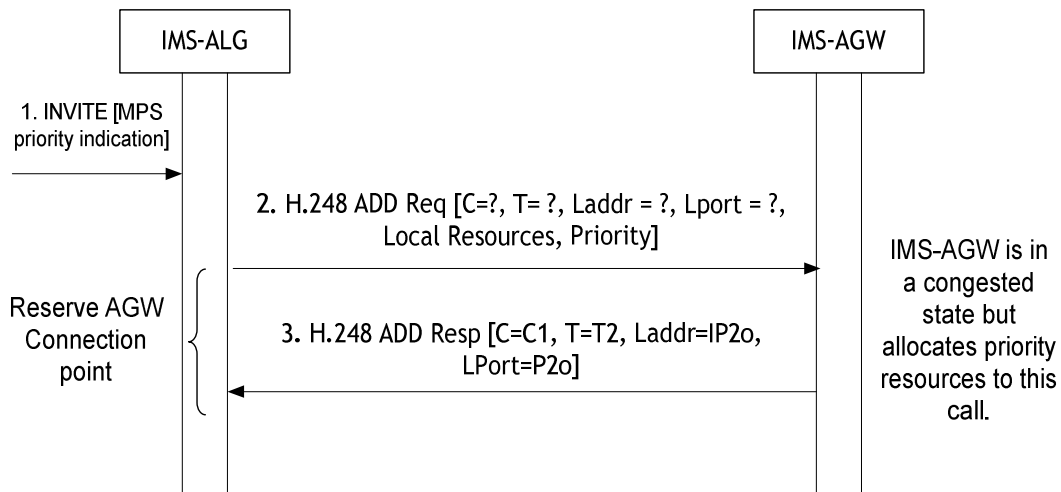 IMS-ALG
IMS-AGW
1. INVITE [MPS
priority indication]
2. H.248 ADD Req [C=?, T= ?, Laddr = ?, Lport = ?,
Local Resources, Priority]
Reserve AGW
Connection
point
3. H.248 ADD Resp [C=C1, T=T2, Laddr=IP2o,
LPort=P2o]
IMS-AGW is in
a congested
state but
allocates priority
resources to this
call.